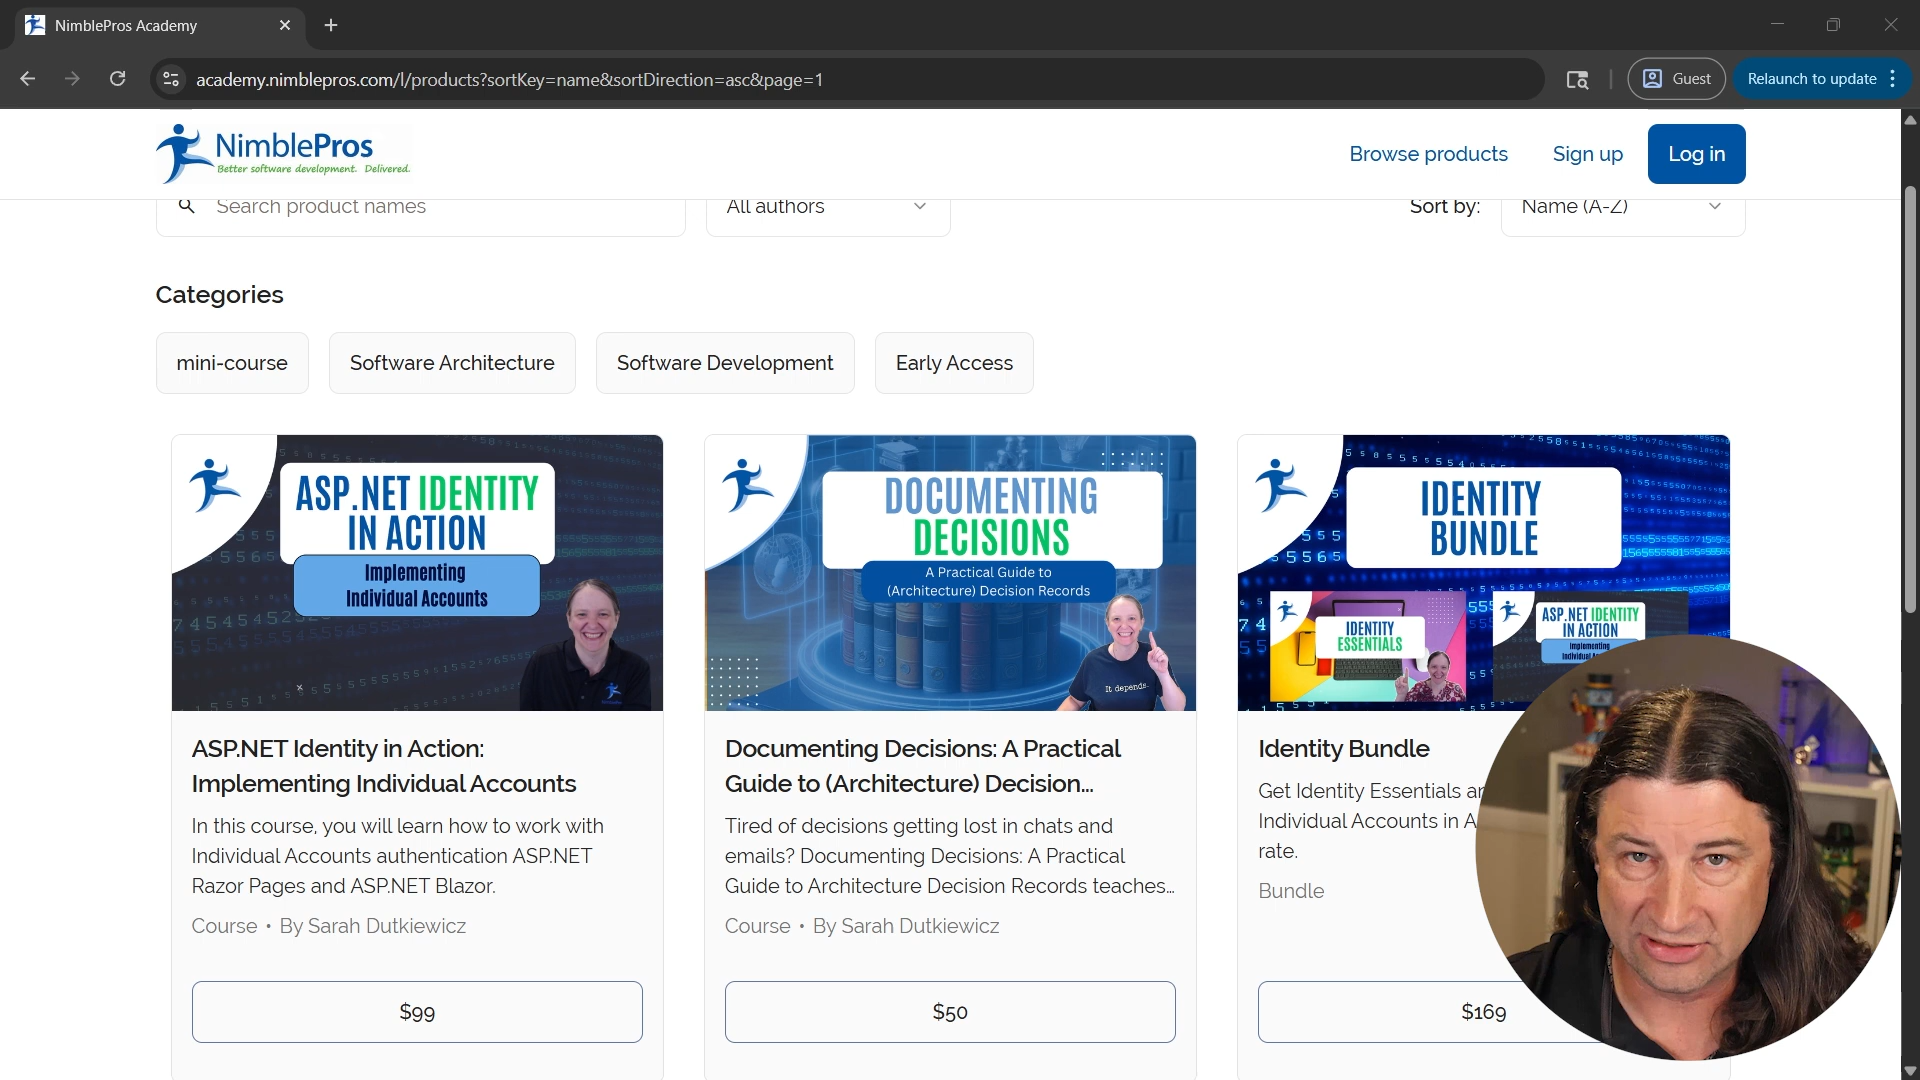 NimblePros Academy
academy.nimblepros.com/l/products?sortKey=name&sortDirection=asc&page=1
Guest
Relaunch to update
NimblePros
Better software development. Delivered.
Browse products
Sign up
Log in
Search product names
All authors
Sort by:
Name (A-Z)
Categories
mini-course
Software Architecture
Software Development
Early Access
ASP.NET IDENTITY
IN ACTION
Implementing
Individual Accounts
DOCUMENTING
DECISIONS
A Practical Guide to
(Architecture) Decision Records
It depends.
IDENTITY
BUNDLE
IDENTITY
ESSENTIALS
ASP.NET IDENTITY
IN ACTION
Implementing
ASP.NET Identity in Action:
Implementing Individual Accounts
In this course, you will learn how to work with
Individual Accounts authentication ASP.NET
Razor Pages and ASP.NET Blazor.
Course • By Sarah Dutkiewicz
$99
Documenting Decisions: A Practical
Guide to (Architecture) Decision...
Tired of decisions getting lost in chats and
emails? Documenting Decisions: A Practical
Guide to Architecture Decision Records teaches...
Course • By Sarah Dutkiewicz
$50
Identity Bundle
Get Identity Essentials
Individual Accounts in
rate.
Bundle
$169